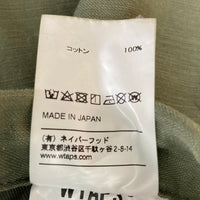 コットン 100%
MADE IN JAPAN
(有) ネイバーフッド
東京都渋谷区千駄ヶ谷2-8-14
www.wtaps.com
WTAPS